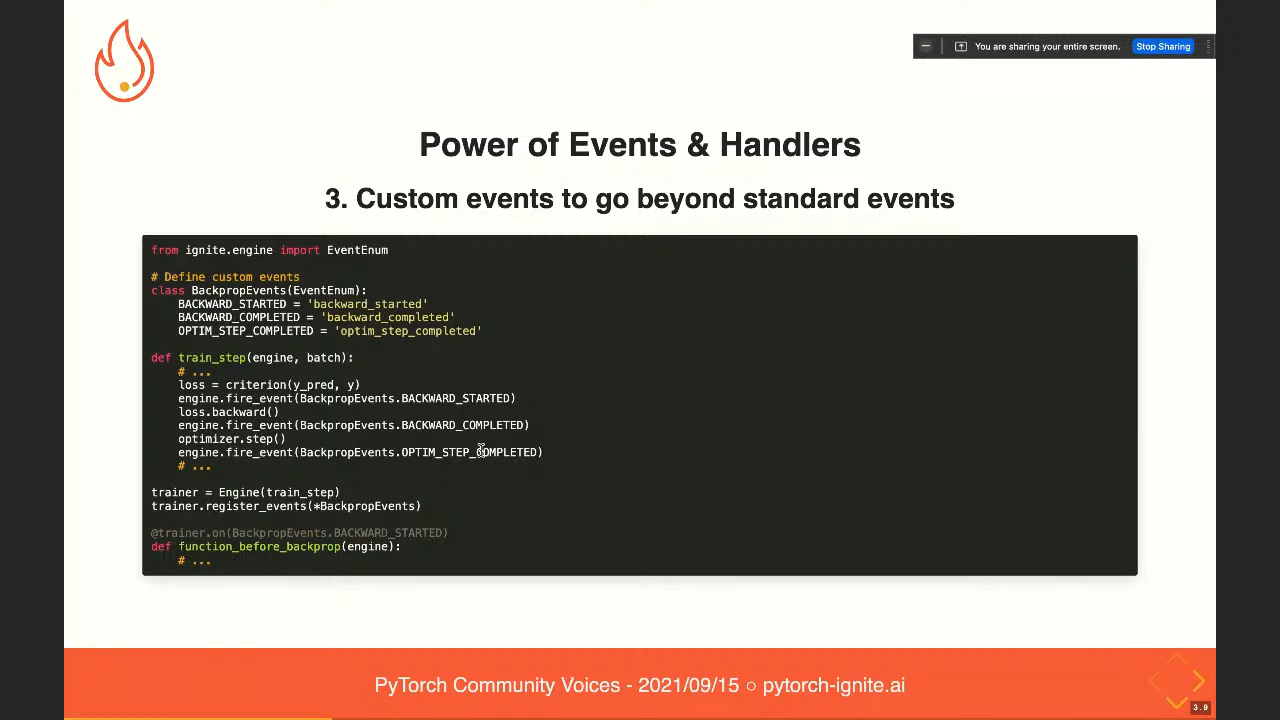 You are sharing your entire screen. Stop Sharing
Power of Events & Handlers
3. Custom events to go beyond standard events
from ignite.engine import EventEnum
# Define custom events
class BackpropEvents(EventEnum):
    BACKWARD_STARTED = 'backward_started'
    BACKWARD_COMPLETED = 'backward_completed'
    OPTIM_STEP_COMPLETED = 'optim_step_completed'
def train_step(engine, batch):
    # ...
    loss = criterion(y_pred, y)
    engine.fire_event(BackpropEvents.BACKWARD_STARTED)
    loss.backward()
    engine.fire_event(BackpropEvents.BACKWARD_COMPLETED)
    optimizer.step()
    engine.fire_event(BackpropEvents.OPTIM_STEP_COMPLETED)
    # ...
trainer = Engine(train_step)
trainer.register_events(*BackpropEvents)
@trainer.on(BackpropEvents.BACKWARD_STARTED)
def function_before_backprop(engine):
    # ...
PyTorch Community Voices - 2021/09/15 ○ pytorch-ignite.ai
3.9